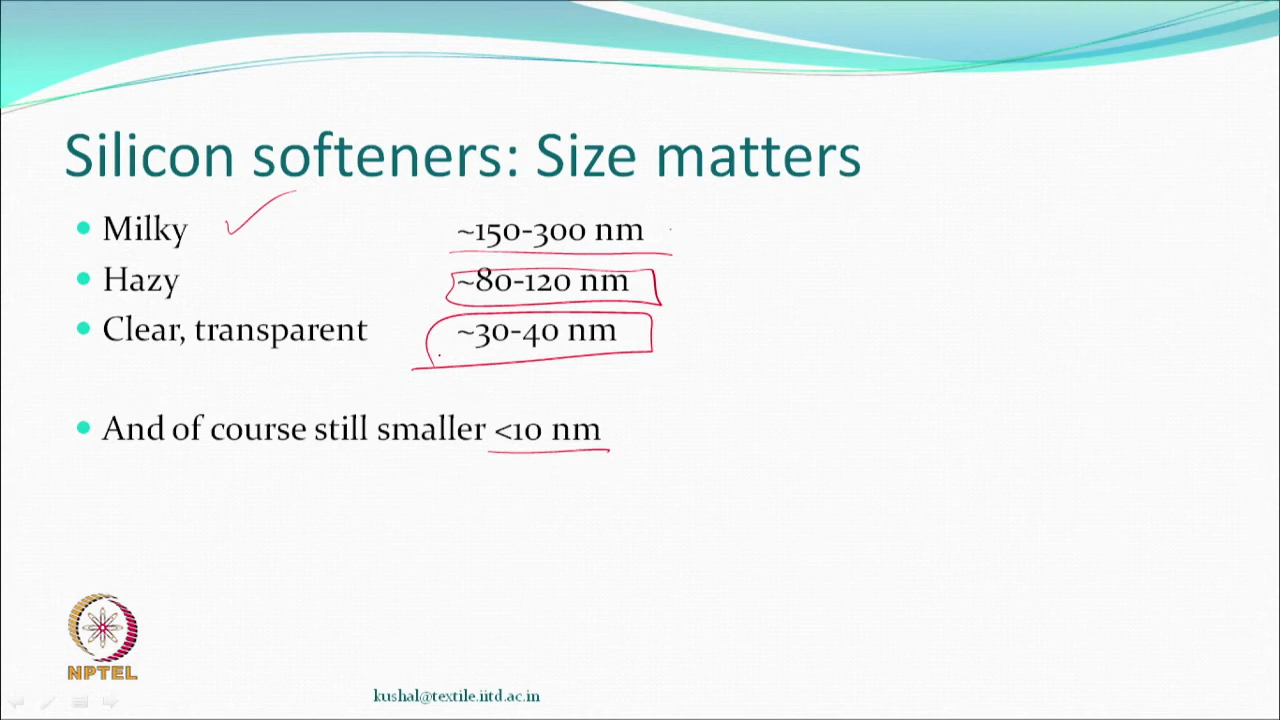 Silicon softeners: Size matters
Milky ~150-300 nm
Hazy ~80-120 nm
Clear, transparent ~30-40 nm
And of course still smaller <10 nm
NPTEL
kushal@textile.iitd.ac.in